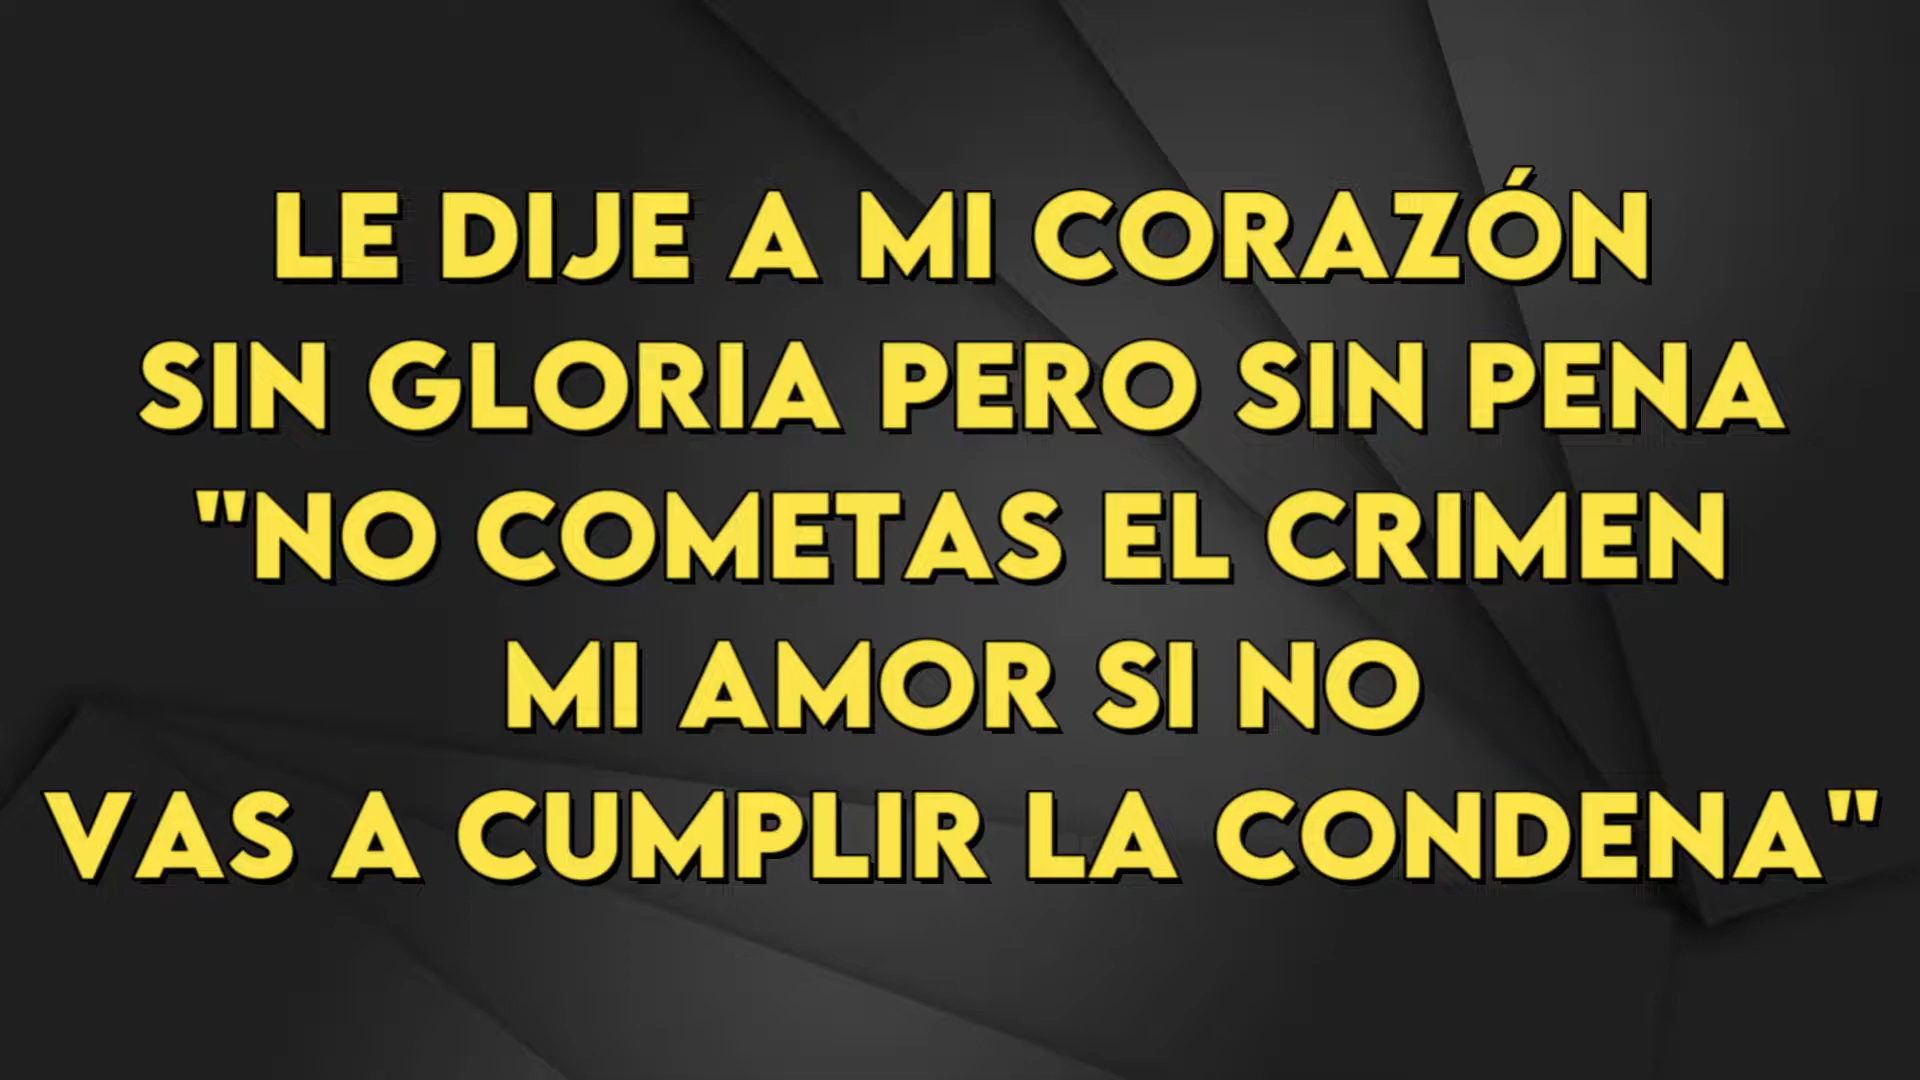 LE DIJE A MI CORAZÓN
SIN GLORIA PERO SIN PENA
"NO COMETAS EL CRIMEN
MI AMOR SI NO
VAS A CUMPLIR LA CONDENA"